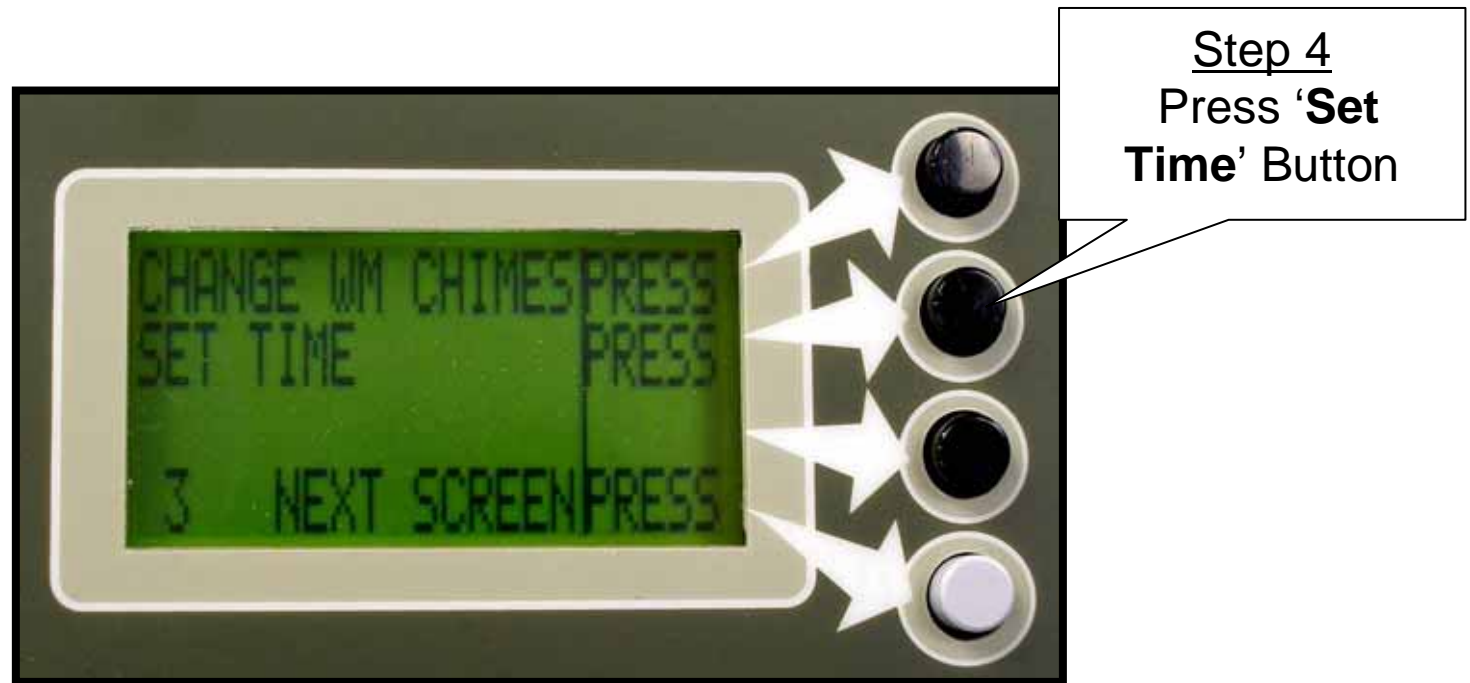 Step 4
Press ‘Set
Time’ Button
CHANGE WM CHIMES PRESS
SET TIME PRESS
3 NEXT SCREEN PRESS